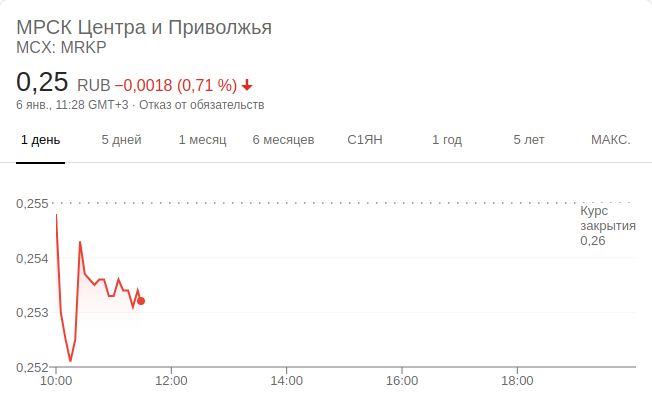 МРСК Центра и Приволжья
MCX: MRKP
0,25 RUB −0,0018 (0,71 %)
6 янв., 11:28 GMT+3 · Отказ от обязательств
1 день 5 дней 1 месяц 6 месяцев С1ЯН 1 год 5 лет МАКС.
0,255
Курс
закрытия
0,26
0,254
0,253
0,252
10:00 12:00 14:00 16:00 18:00